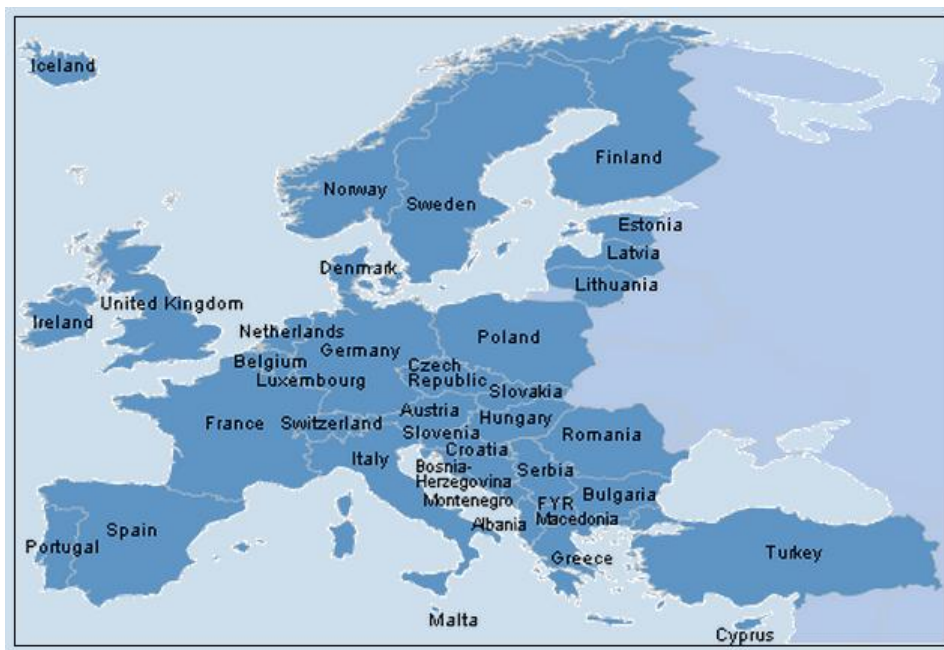 Iceland
Finland
Norway
Sweden
Estonia
Latvia
Denmark
Lithuania
United Kingdom
Ireland
Netherlands
Poland
Germany
Belgium
Czech
Republic
Luxembourg
Slovakia
Austria
Hungary
France
Switzerland
Slovenia
Romania
Croatia
Italy
Bosnia-
Herzegovina
Serbia
Bulgaria
Montenegro
FYR
Macedonia
Albania
Spain
Portugal
Greece
Turkey
Malta
Cyprus